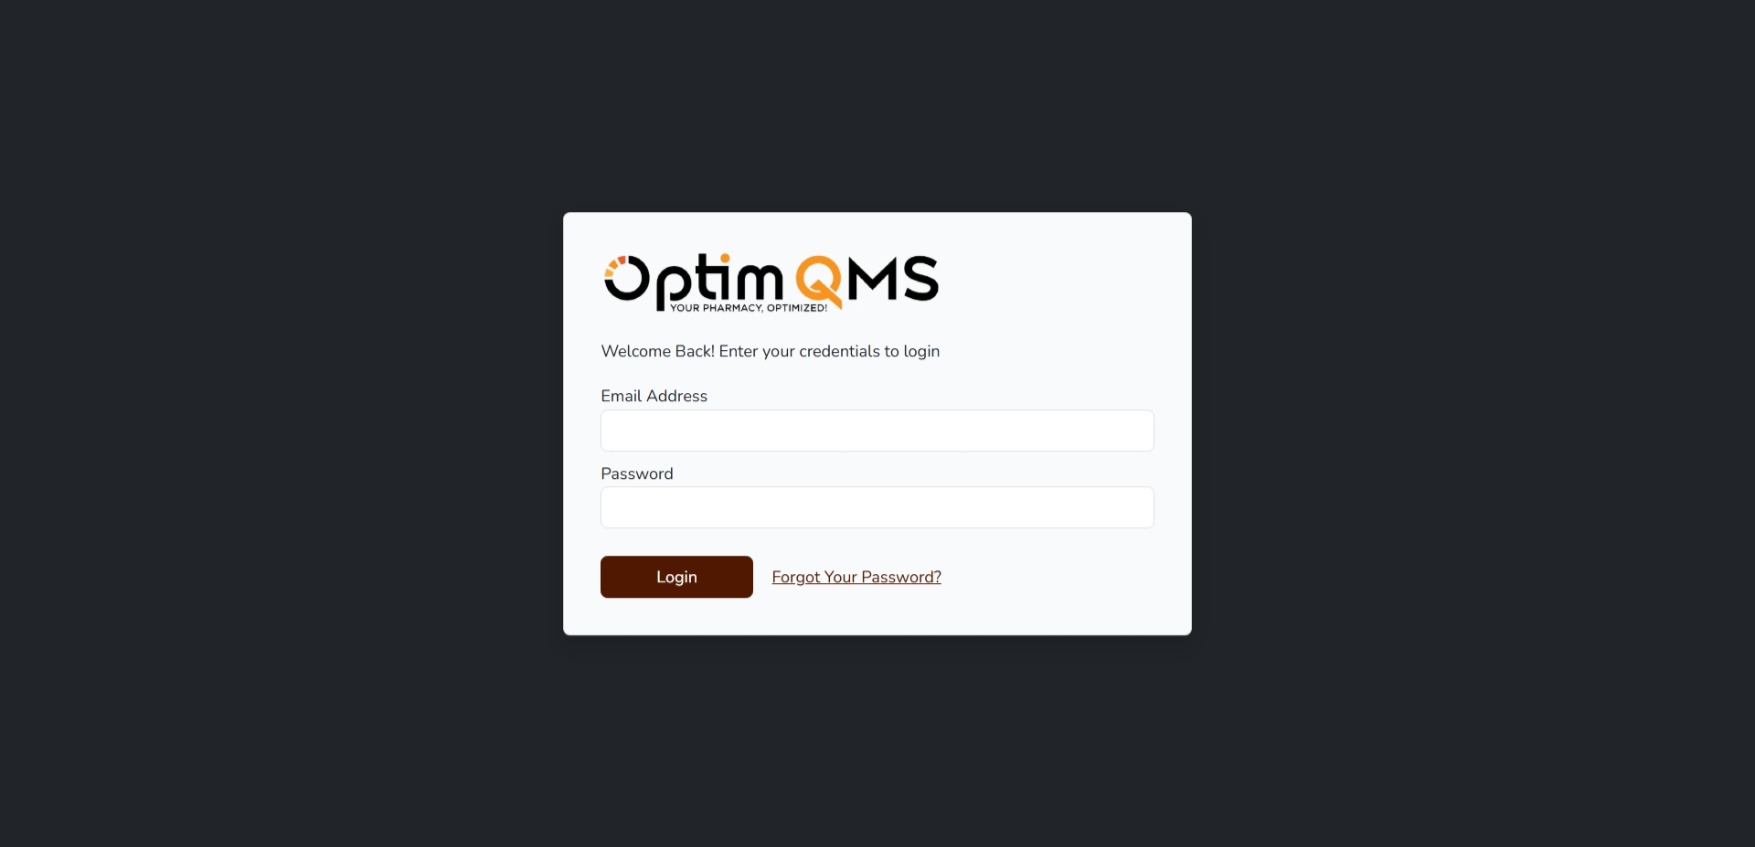 Optim QMS
YOUR PHARMACY, OPTIMIZED!
Welcome Back! Enter your credentials to login
Email Address
Password
Login
Forgot Your Password?